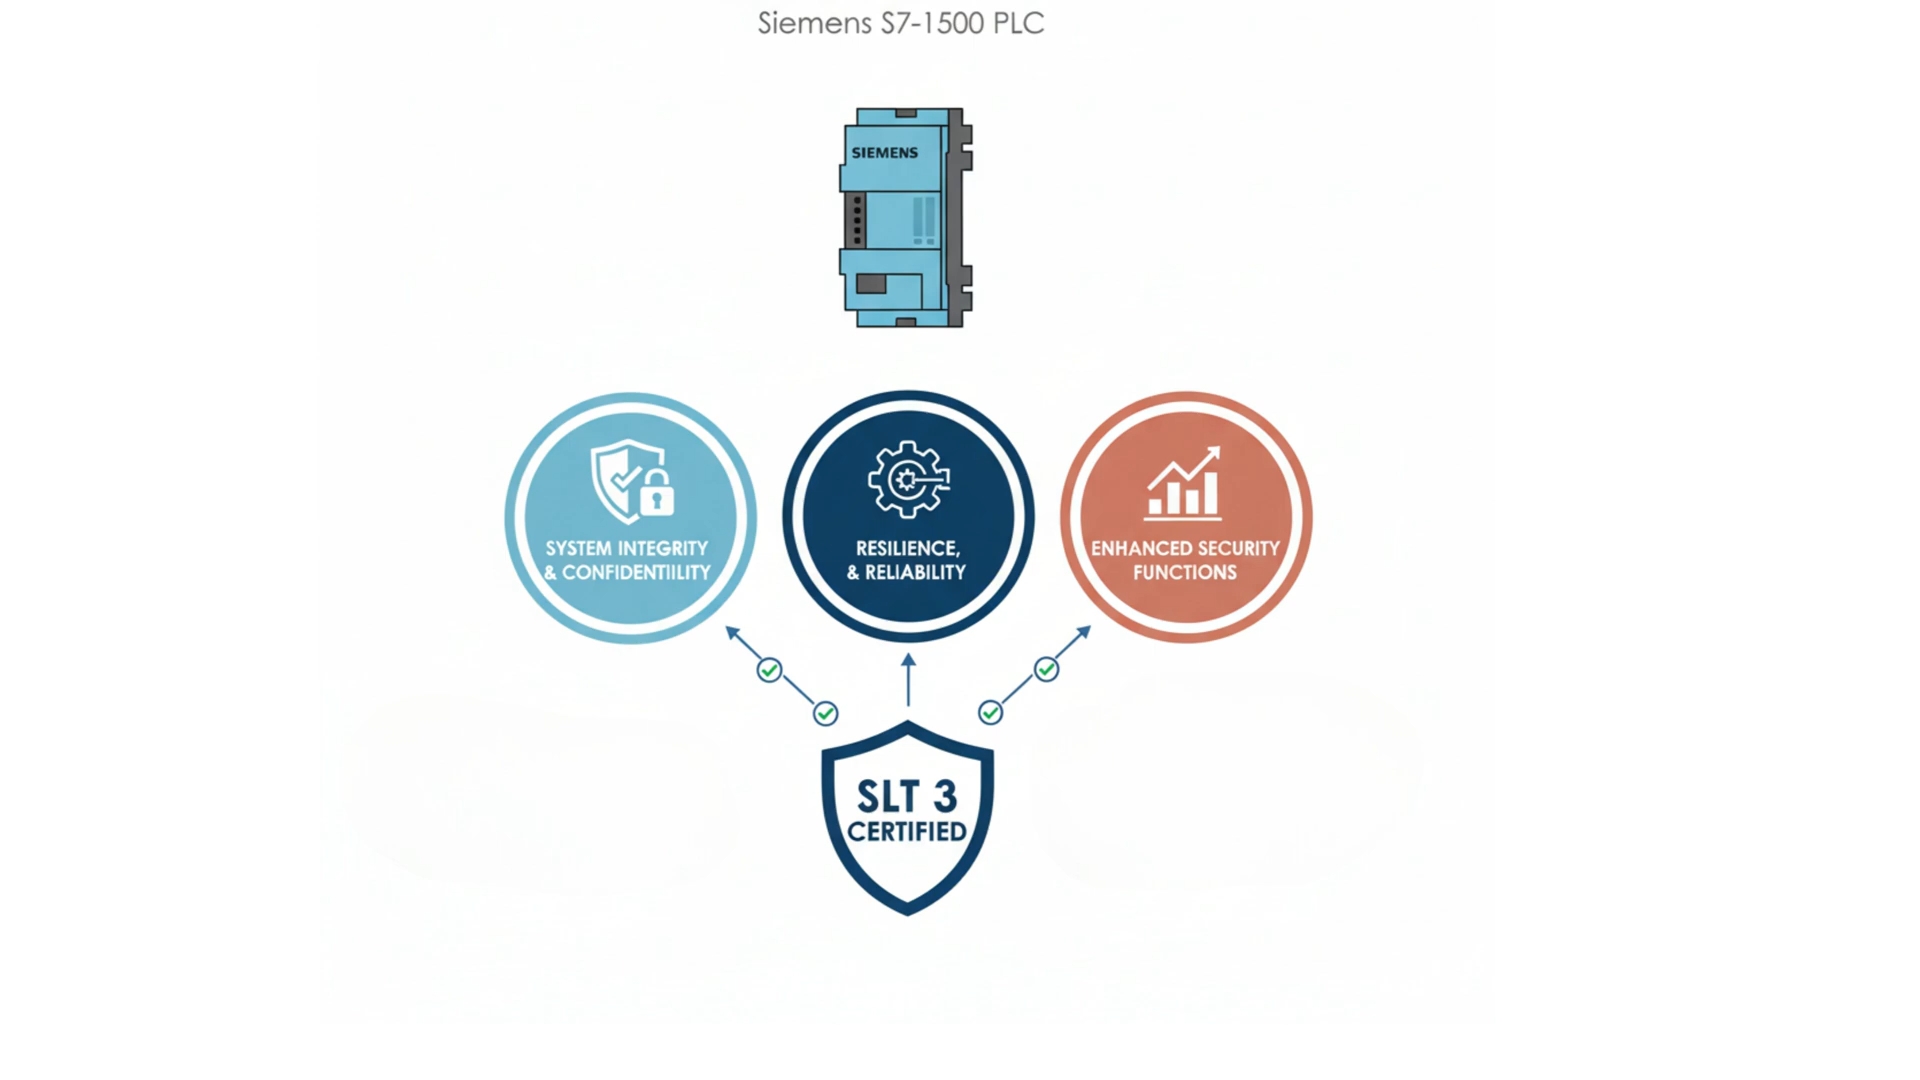 Siemens S7-1500 PLC
SIEMENS
SYSTEM INTEGRITY
& CONFIDENTIILITY
RESILIENCE,
& RELIABILITY
ENHANCED SECURITY
FUNCTIONS
SLT 3
CERTIFIED